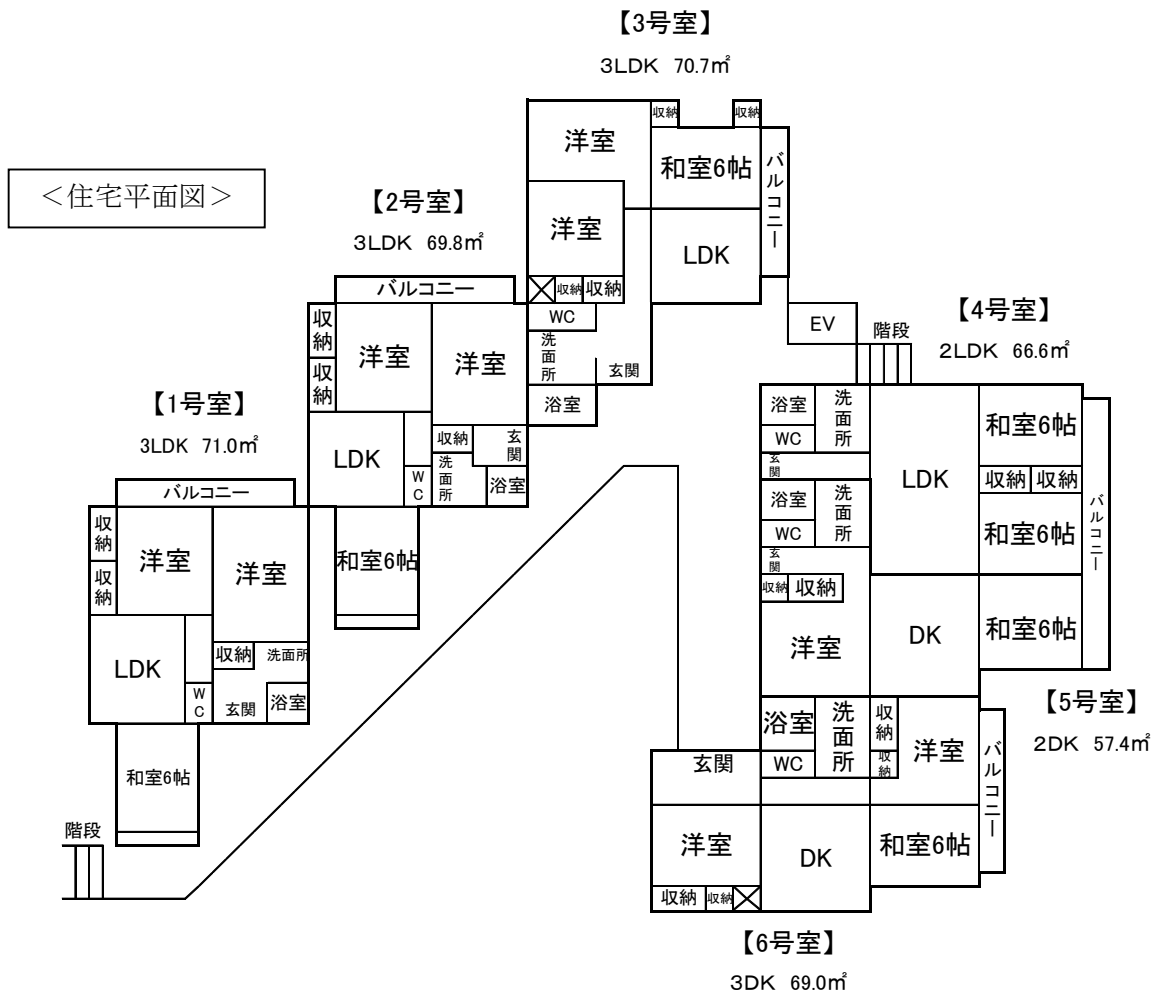 ＜住宅平面図＞
【3号室】
3LDK 70.7㎡
洋室
収納
収納
和室6帖
バルコニー
洋室
LDK
収納
収納
WC
洗面所
玄関
浴室
【2号室】
3LDK 69.8㎡
バルコニー
収納
収納
洋室
洋室
LDK
WC
収納
玄関
洗面所
浴室
和室6帖
【1号室】
3LDK 71.0㎡
バルコニー
収納
収納
洋室
洋室
LDK
WC
収納
洗面所
玄関
浴室
和室6帖
階段
EV
階段
【4号室】
2LDK 66.6㎡
浴室
洗面所
WC
玄関
LDK
和室6帖
収納
収納
和室6帖
バルコニー
浴室
洗面所
WC
玄関
収納
収納
洋室
DK
和室6帖
【5号室】
2DK 57.4㎡
浴室
洗面所
WC
収納
収納
洋室
バルコニー
玄関
洋室
DK
和室6帖
収納
収納
【6号室】
3DK 69.0㎡